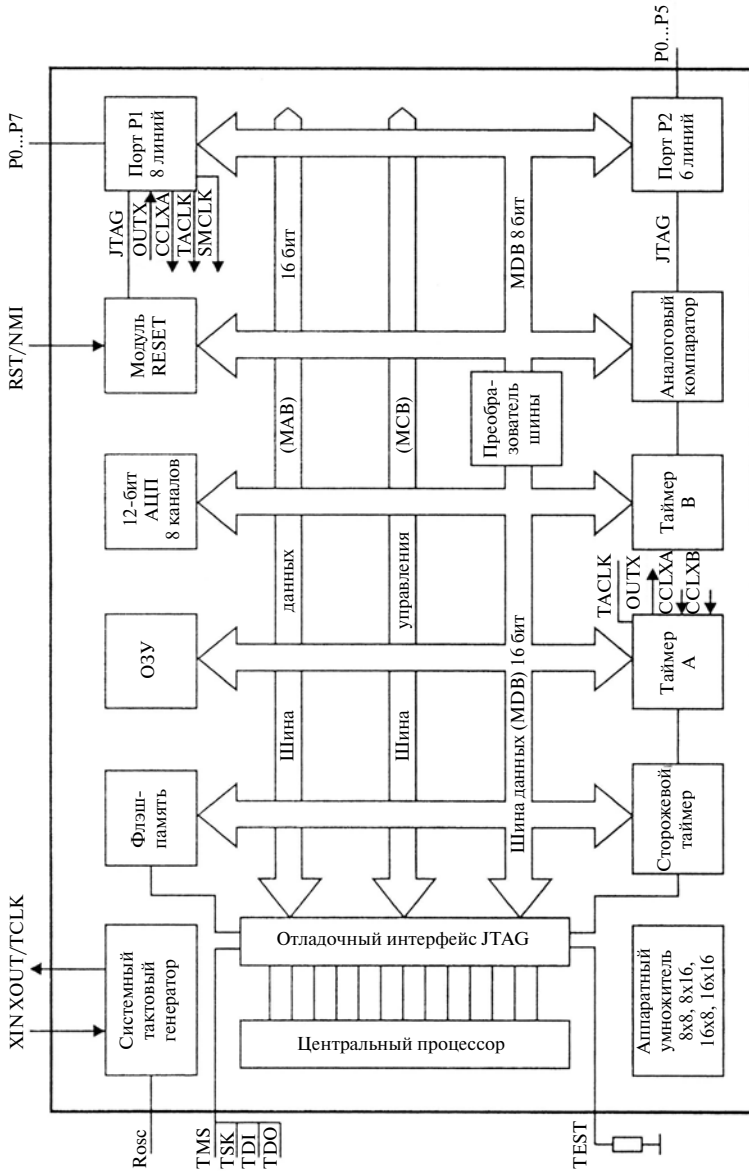 XIN XOUT/TCLK
RST/NMI
P0...P7
Rosc
Системный
тактовый
генератор
Флэш-
память
ОЗУ
12-бит
АЦП
8 каналов
Модуль
RESET
JTAG
OUTX
CCLXA
TACLK
SMCLK
Порт P1
8 линий
TMS
TSK
TDI
TDO
Шина
данных
(MAB)
16 бит
Центральный процессор
Отладочный интерфейс JTAG
Шина
управления
(MCB)
Шина данных (MDB) 16 бит
Преобра-
зователь
шины
MDB 8 бит
TEST
Аппаратный
умножитель
8x8, 8x16,
16x8, 16x16
Сторожевой
таймер
Таймер
A
TACLK
OUTX
CCLXA
CCLXB
Таймер
B
Аналоговый
компаратор
JTAG
Порт P2
6 линий
P0...P5